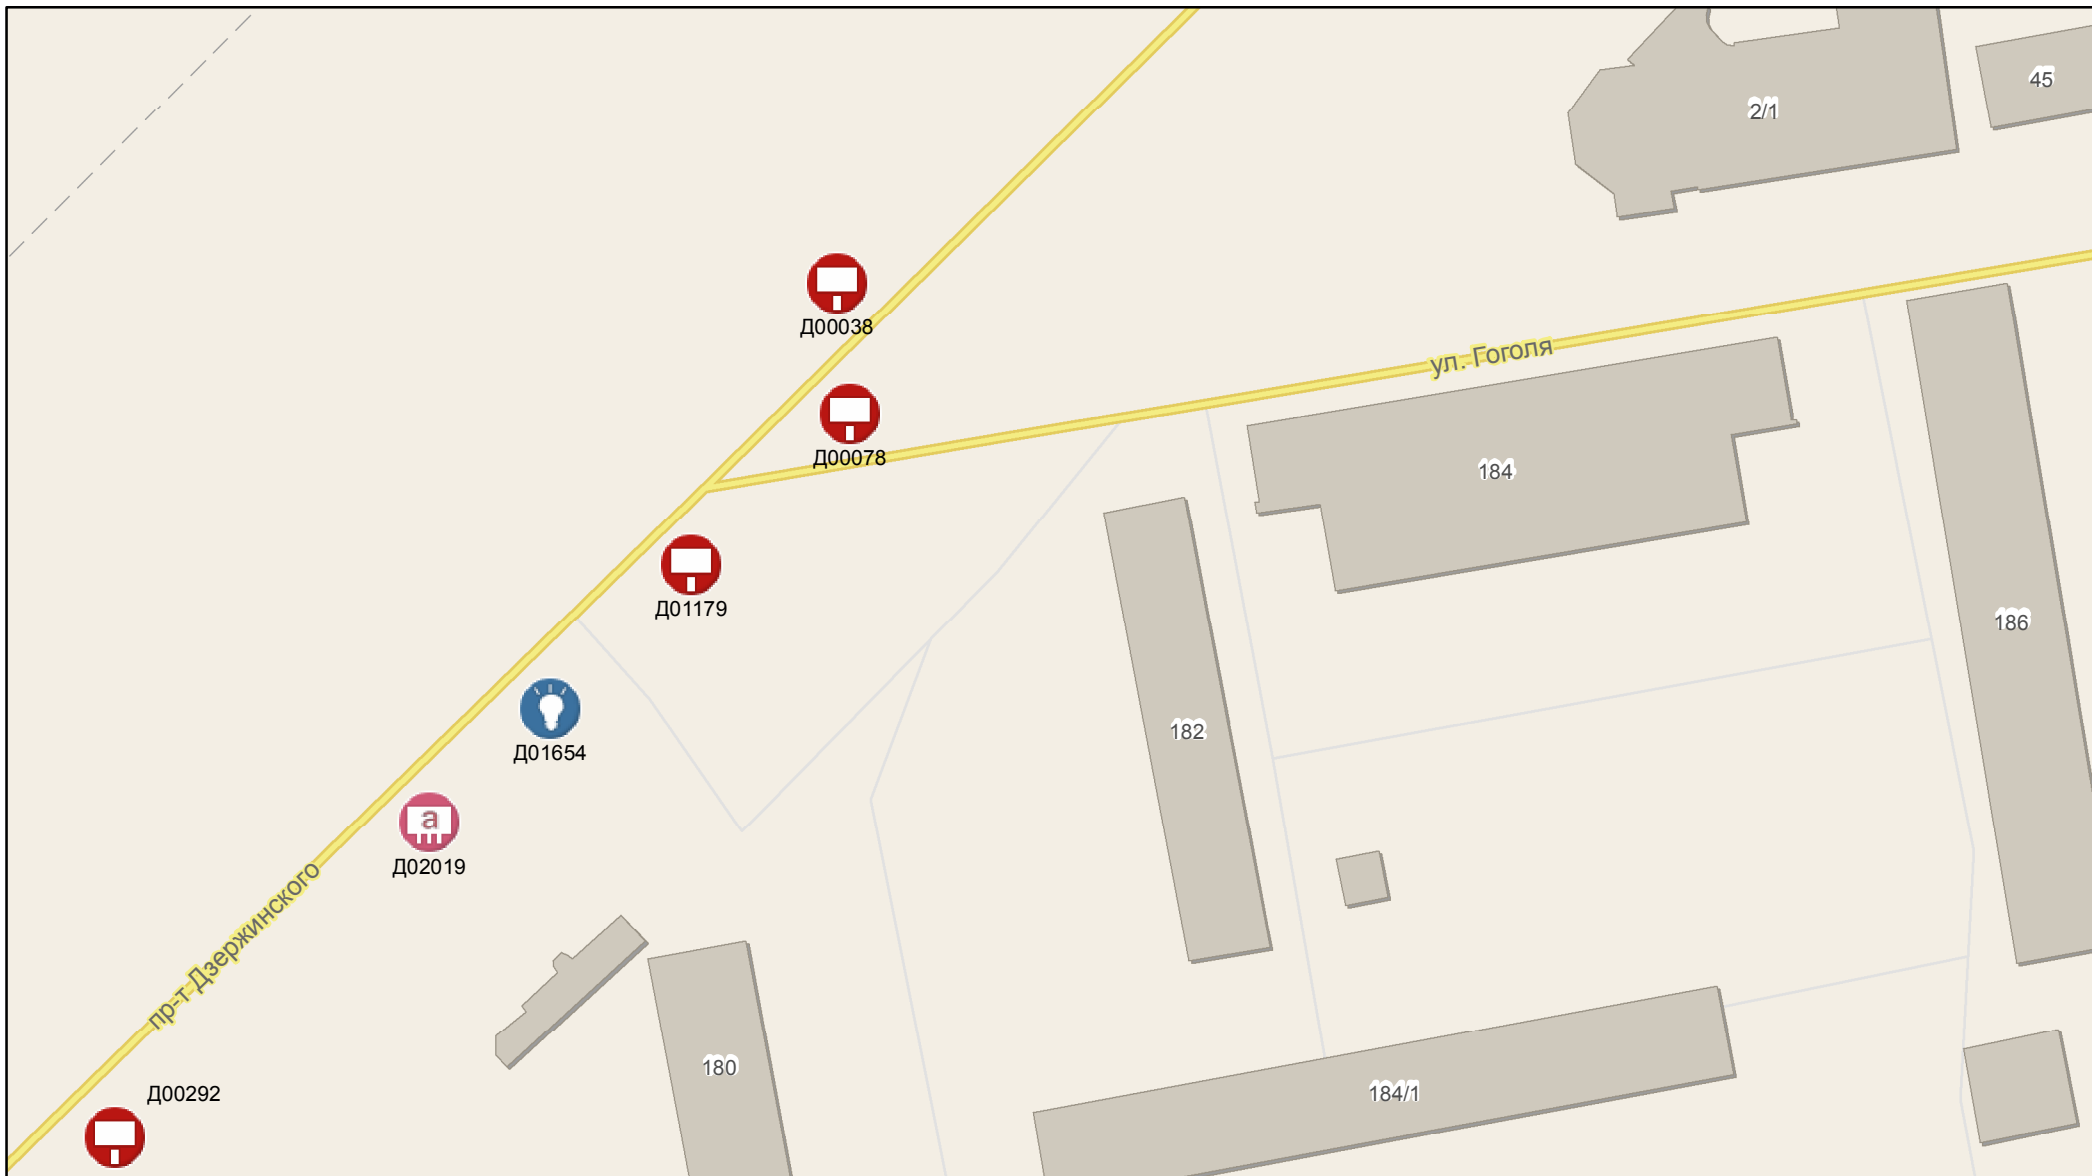 45
2/1
Д00038
ул. Гоголя
Д00078
184
Д01179
186
182
Д01654
a
Д02019
пр-т Дзержинского
180
Д00292
184/1